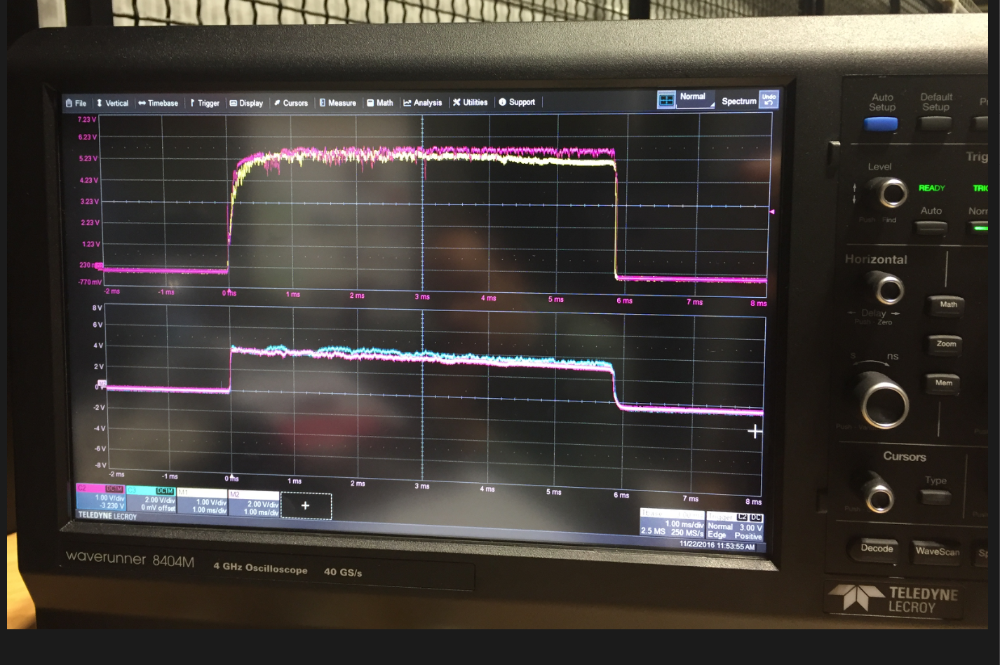 File Vertical Timebase Trigger Display Cursors Measure Math Analysis Utilities Support Normal Spectrum Undo
7.23 V
6.23 V
5.23 V
4.23 V
3.23 V
2.23 V
1.23 V
230 m
-770 mV
-2 ms -1 ms 0 ms 1 ms 2 ms 3 ms 4 ms 5 ms 6 ms 7 ms 8 ms
8 V
6 V
4 V
2 V
0 V
-2 V
-4 V
-6 V
-8 V
-2 ms -1 ms 0 ms 1 ms 2 ms 3 ms 4 ms 5 ms 6 ms 7 ms 8 ms
C2 DC1M
1.00 V/div
-3.230 V
C3 DC1M
2.00 V/div
0 mV offset
M1
1.00 V/div
1.00 ms/div
M2
2.00 V/div
1.00 ms/div
+
1.00 ms/div
2.5 MS 250 MS/s
Trigger C2 DC
Normal 3.00 V
Edge Positive
TELEDYNE LECROY
11/22/2016 11:53:55 AM
waverunner 8404M 4 GHz Oscilloscope 40 GS/s
Auto
Setup
Default
Setup
Trig
Level
READY
TRIG
Push - Find
Auto
Norm
Horizontal
Delay
Push - Zero
Math
Zoom
s ns
Mem
Cursors
Type
Decode
WaveScan
TELEDYNE
LECROY